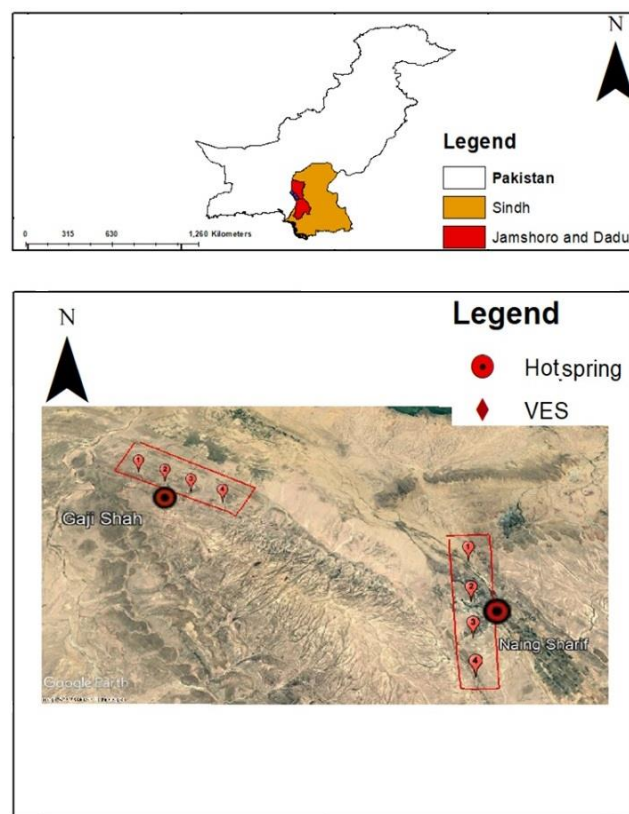 N
Legend
Pakistan
Sindh
Jamshoro and Dadu
0 315 630 1,260 Kilometers
N
Legend
Hotspring
VES
1
2
3
4
Gaji Shah
1
2
3
4
Naing Sharif
Google Earth